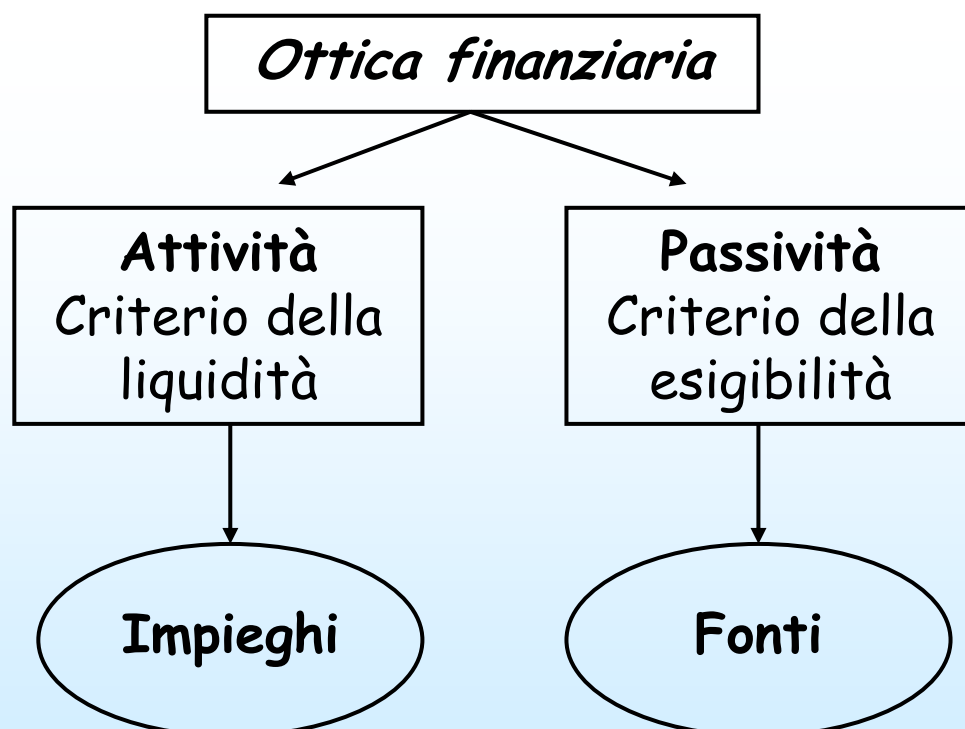 Ottica finanziaria
Attività
Criterio della
liquidità
Passività
Criterio della
esigibilità
Impieghi
Fonti